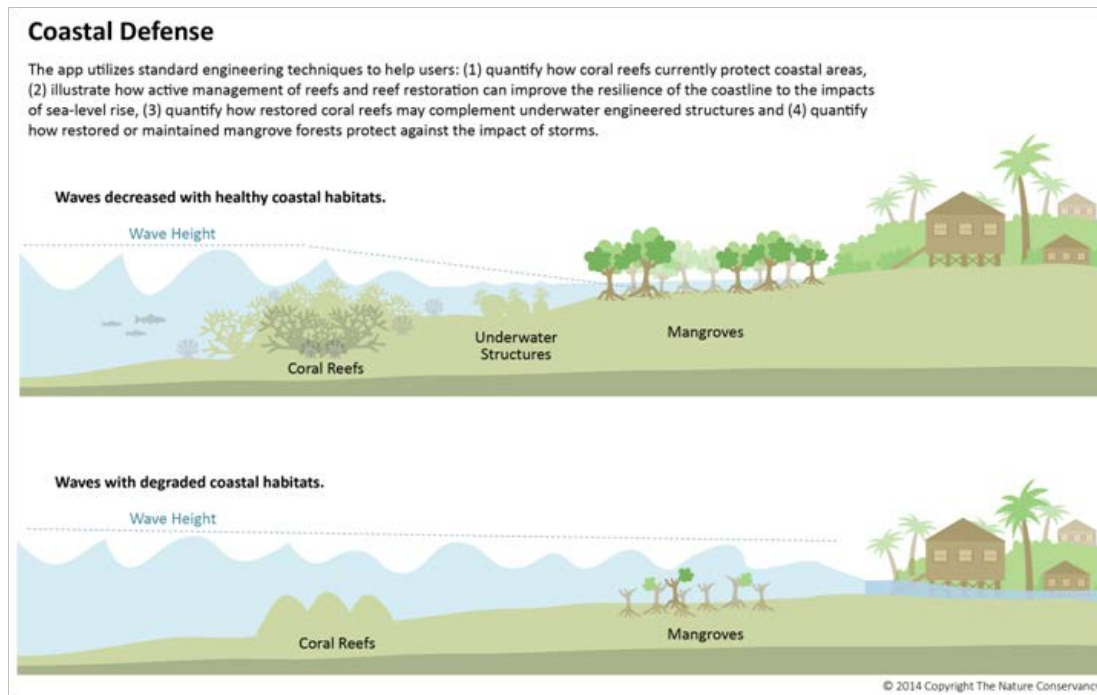 Coastal Defense
The app utilizes standard engineering techniques to help users: (1) quantify how coral reefs currently protect coastal areas,
(2) illustrate how active management of reefs and reef restoration can improve the resilience of the coastline to the impacts
of sea-level rise, (3) quantify how restored coral reefs may complement underwater engineered structures and (4) quantify
how restored or maintained mangrove forests protect against the impact of storms.
Waves decreased with healthy coastal habitats.
Wave Height
Underwater
Structures
Mangroves
Coral Reefs
Waves with degraded coastal habitats.
Wave Height
Coral Reefs
Mangroves
© 2014 Copyright The Nature Conservancy